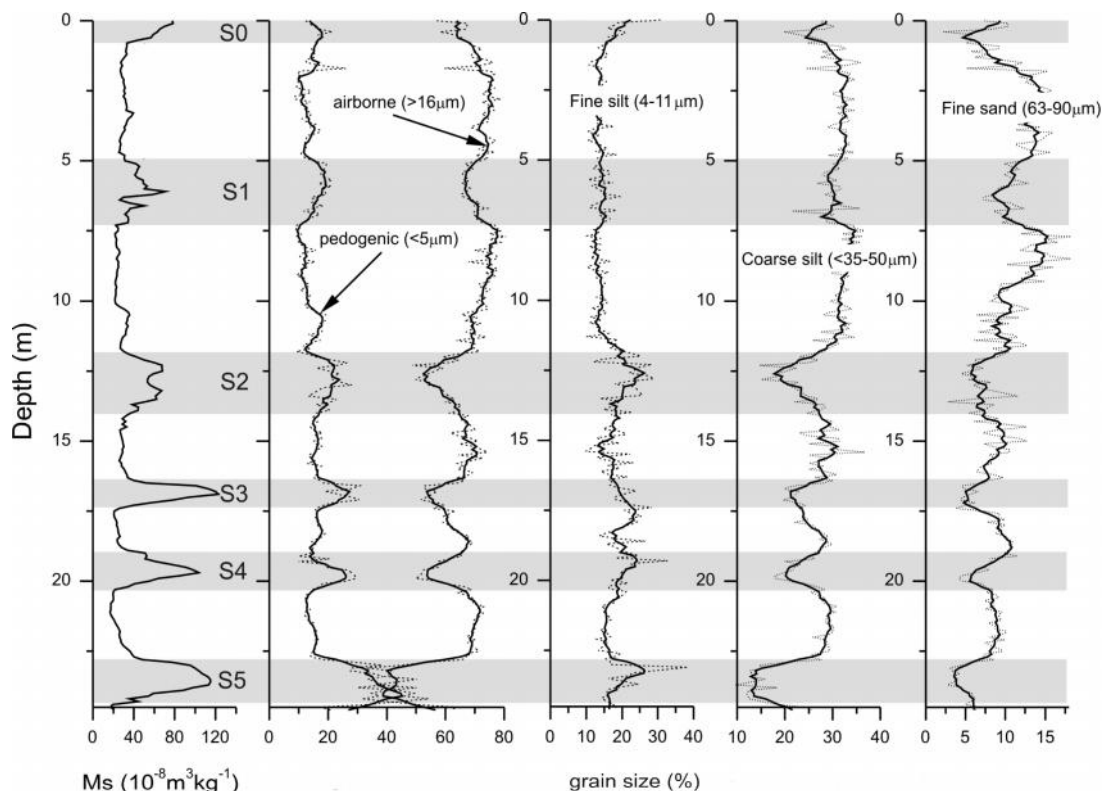 0 0 0 0 0
S0
airborne (>16μm) Fine silt (4-11μm) Fine sand (63-90μm)
5 5 5 5
S1
pedogenic (<5μm)
Coarse silt (<35-50μm)
10 10 10 10
Depth (m)
S2
15 15 15 15
S3
S4
20 20 20 20
S5
0 40 80 120 0 20 40 60 80 0 10 20 30 40 10 20 30 40 0 5 10 15
Ms (10⁻⁸m³kg⁻¹) grain size (%)